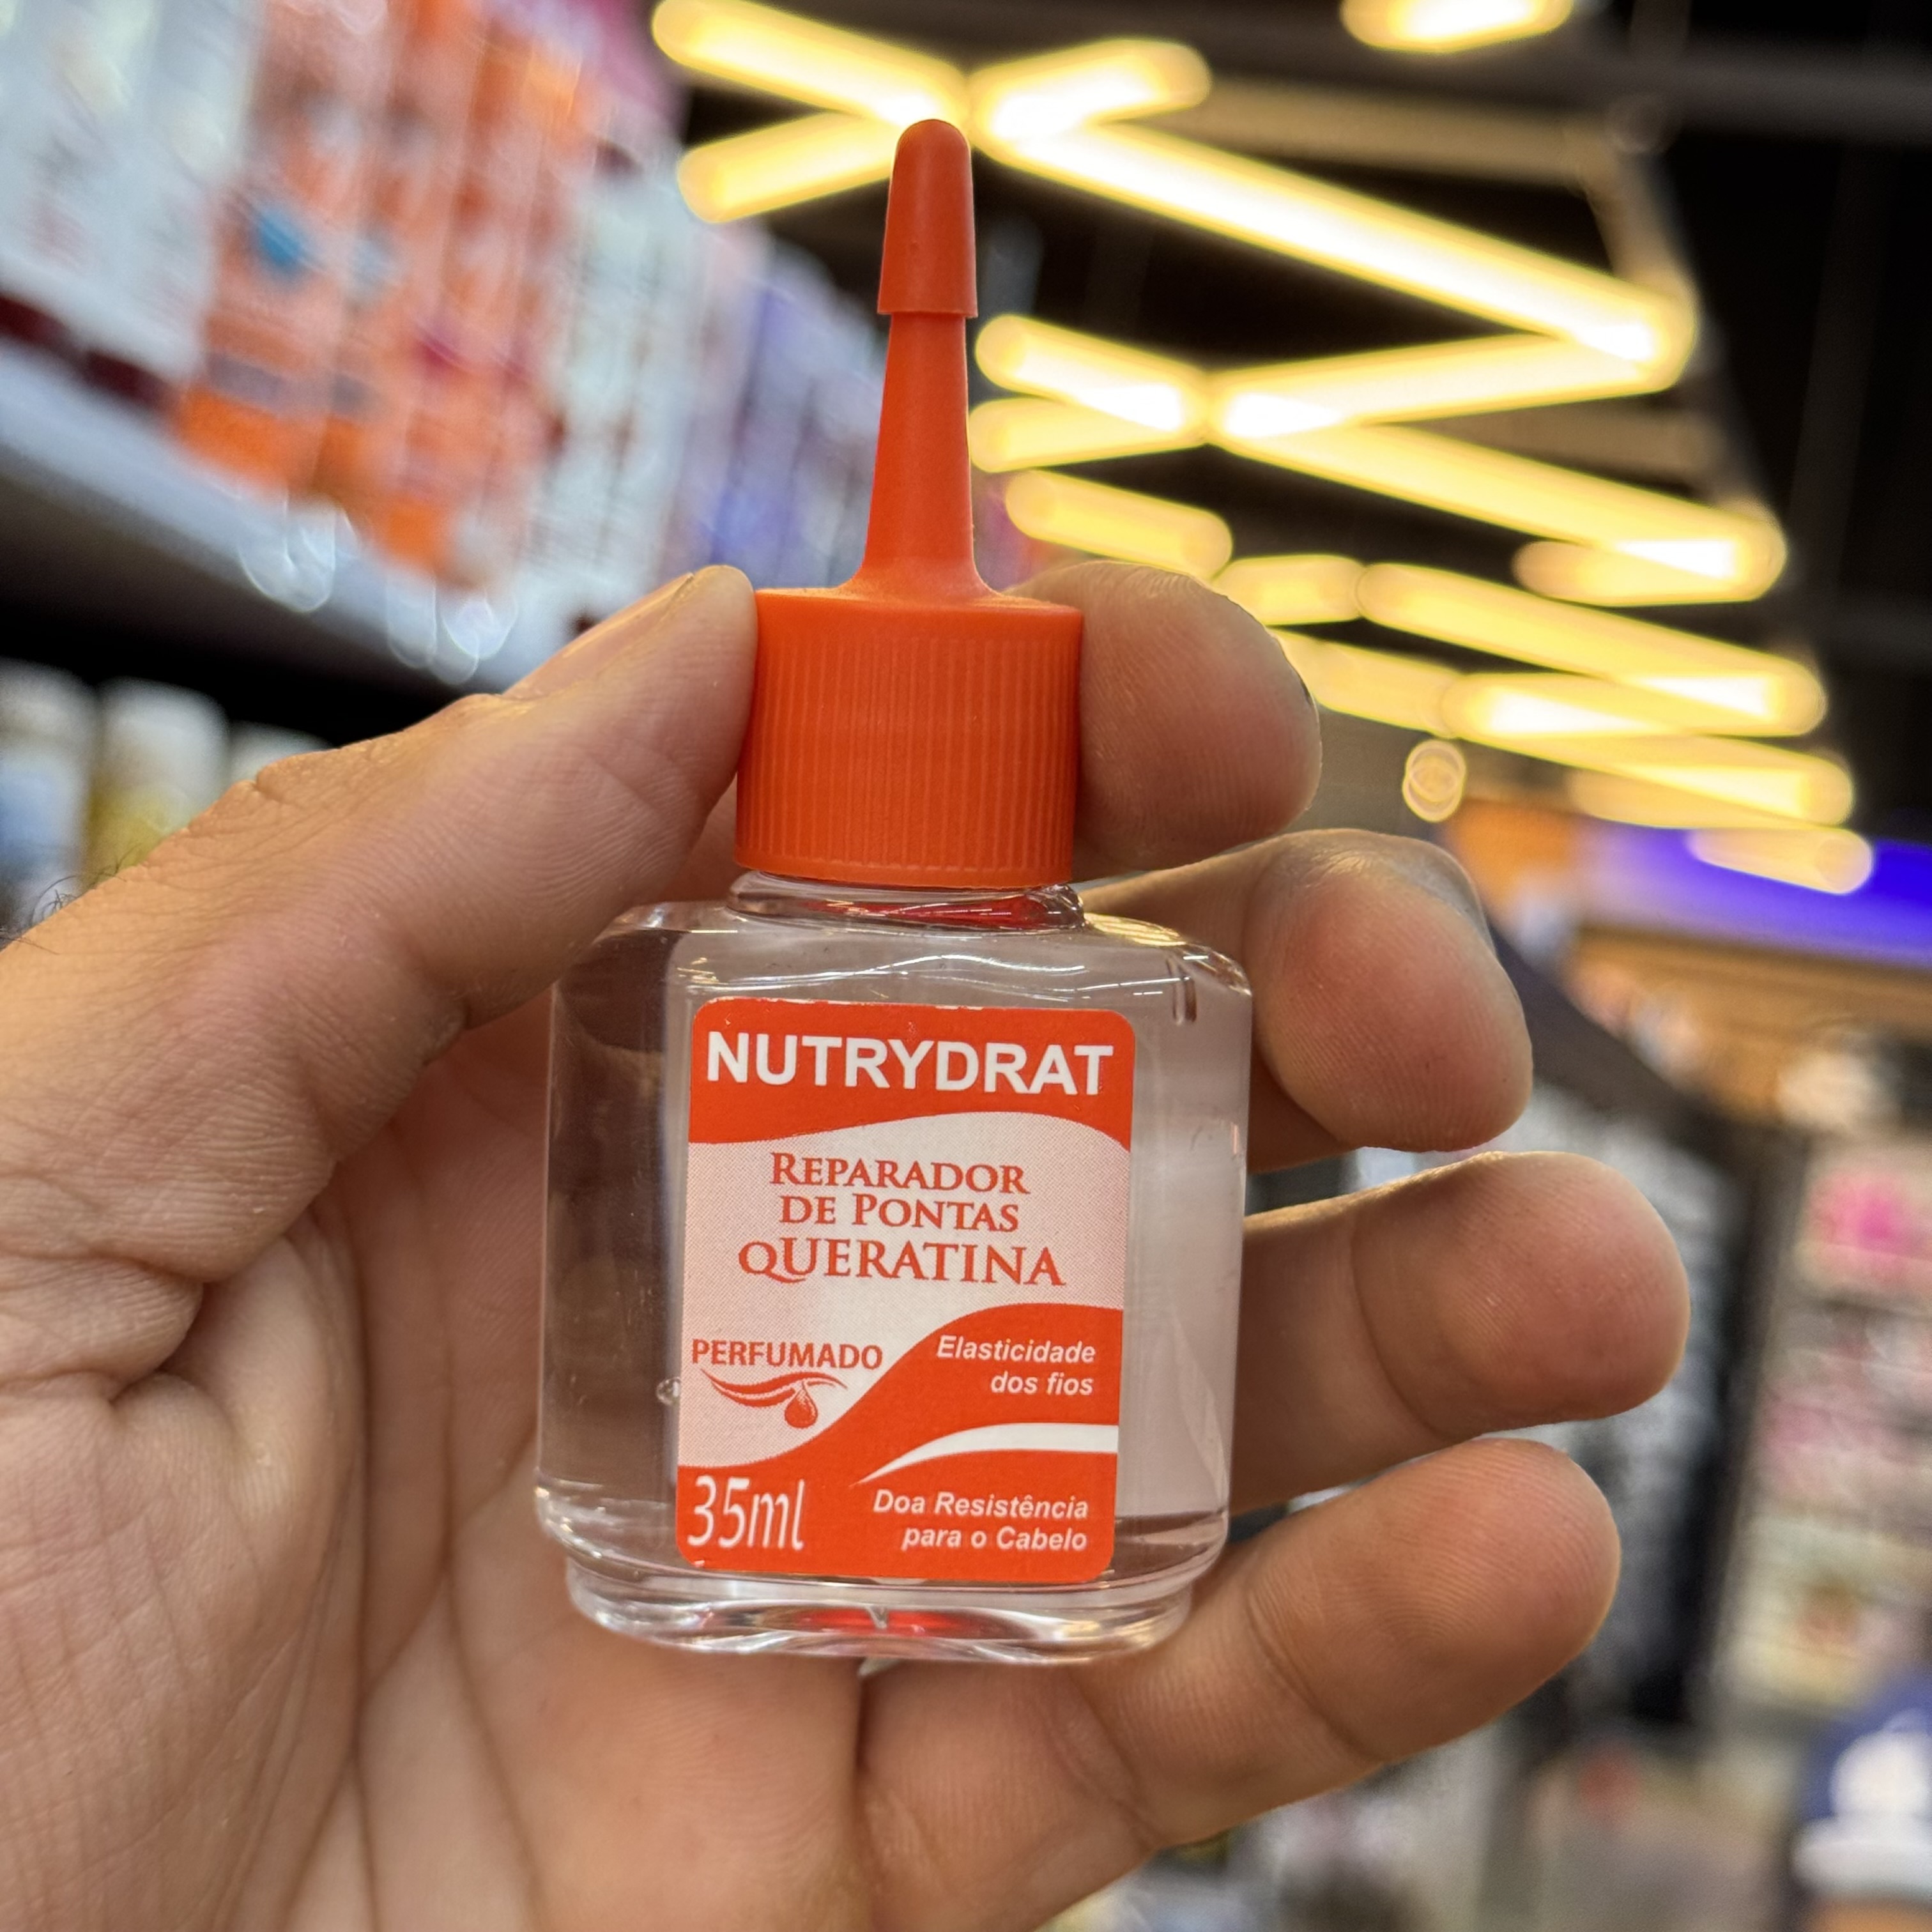 NUTRYDRAT
REPARADOR
DE PONTAS
QUERATINA
PERFUMADO
Elasticidade
dos fios
35ml
Doa Resistência
para o Cabelo